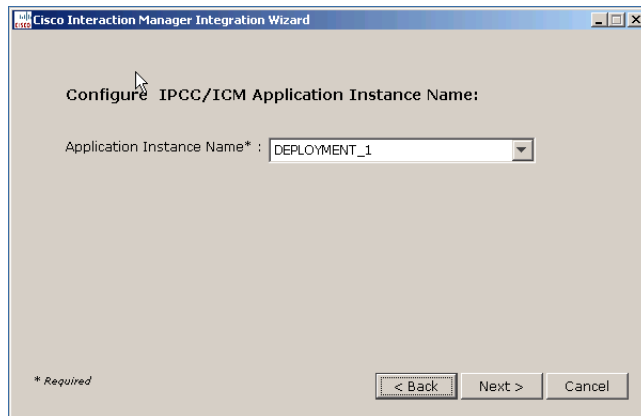 Cisco Interaction Manager Integration Wizard
Configure IPCC/ICM Application Instance Name:
Application Instance Name* : DEPLOYMENT_1
* Required
< Back Next > Cancel